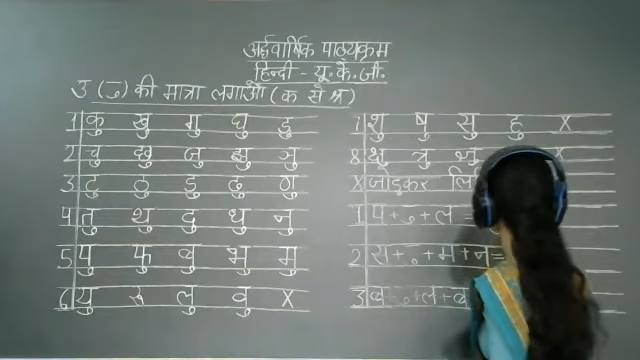 अर्द्धवार्षिक पाठ्यक्रम
हिन्दी - यू.के.जी.
उ ( ु ) की मात्रा लगाओ (क से श्र)
1 कु खु गु घु ङु
2 चु छु जु झु ञु
3 टु ठु डु ढु णु
4 तु थु दु धु नु
5 पु फु बु भु मु
6 यु रु लु वु X
7 शु षु सु हु X
8 क्षु त्रु ज्ञु X
X जोड़कर
1 प + ु + ल =
2 स + ु + म + न =
3 ब + ु + ल + ब